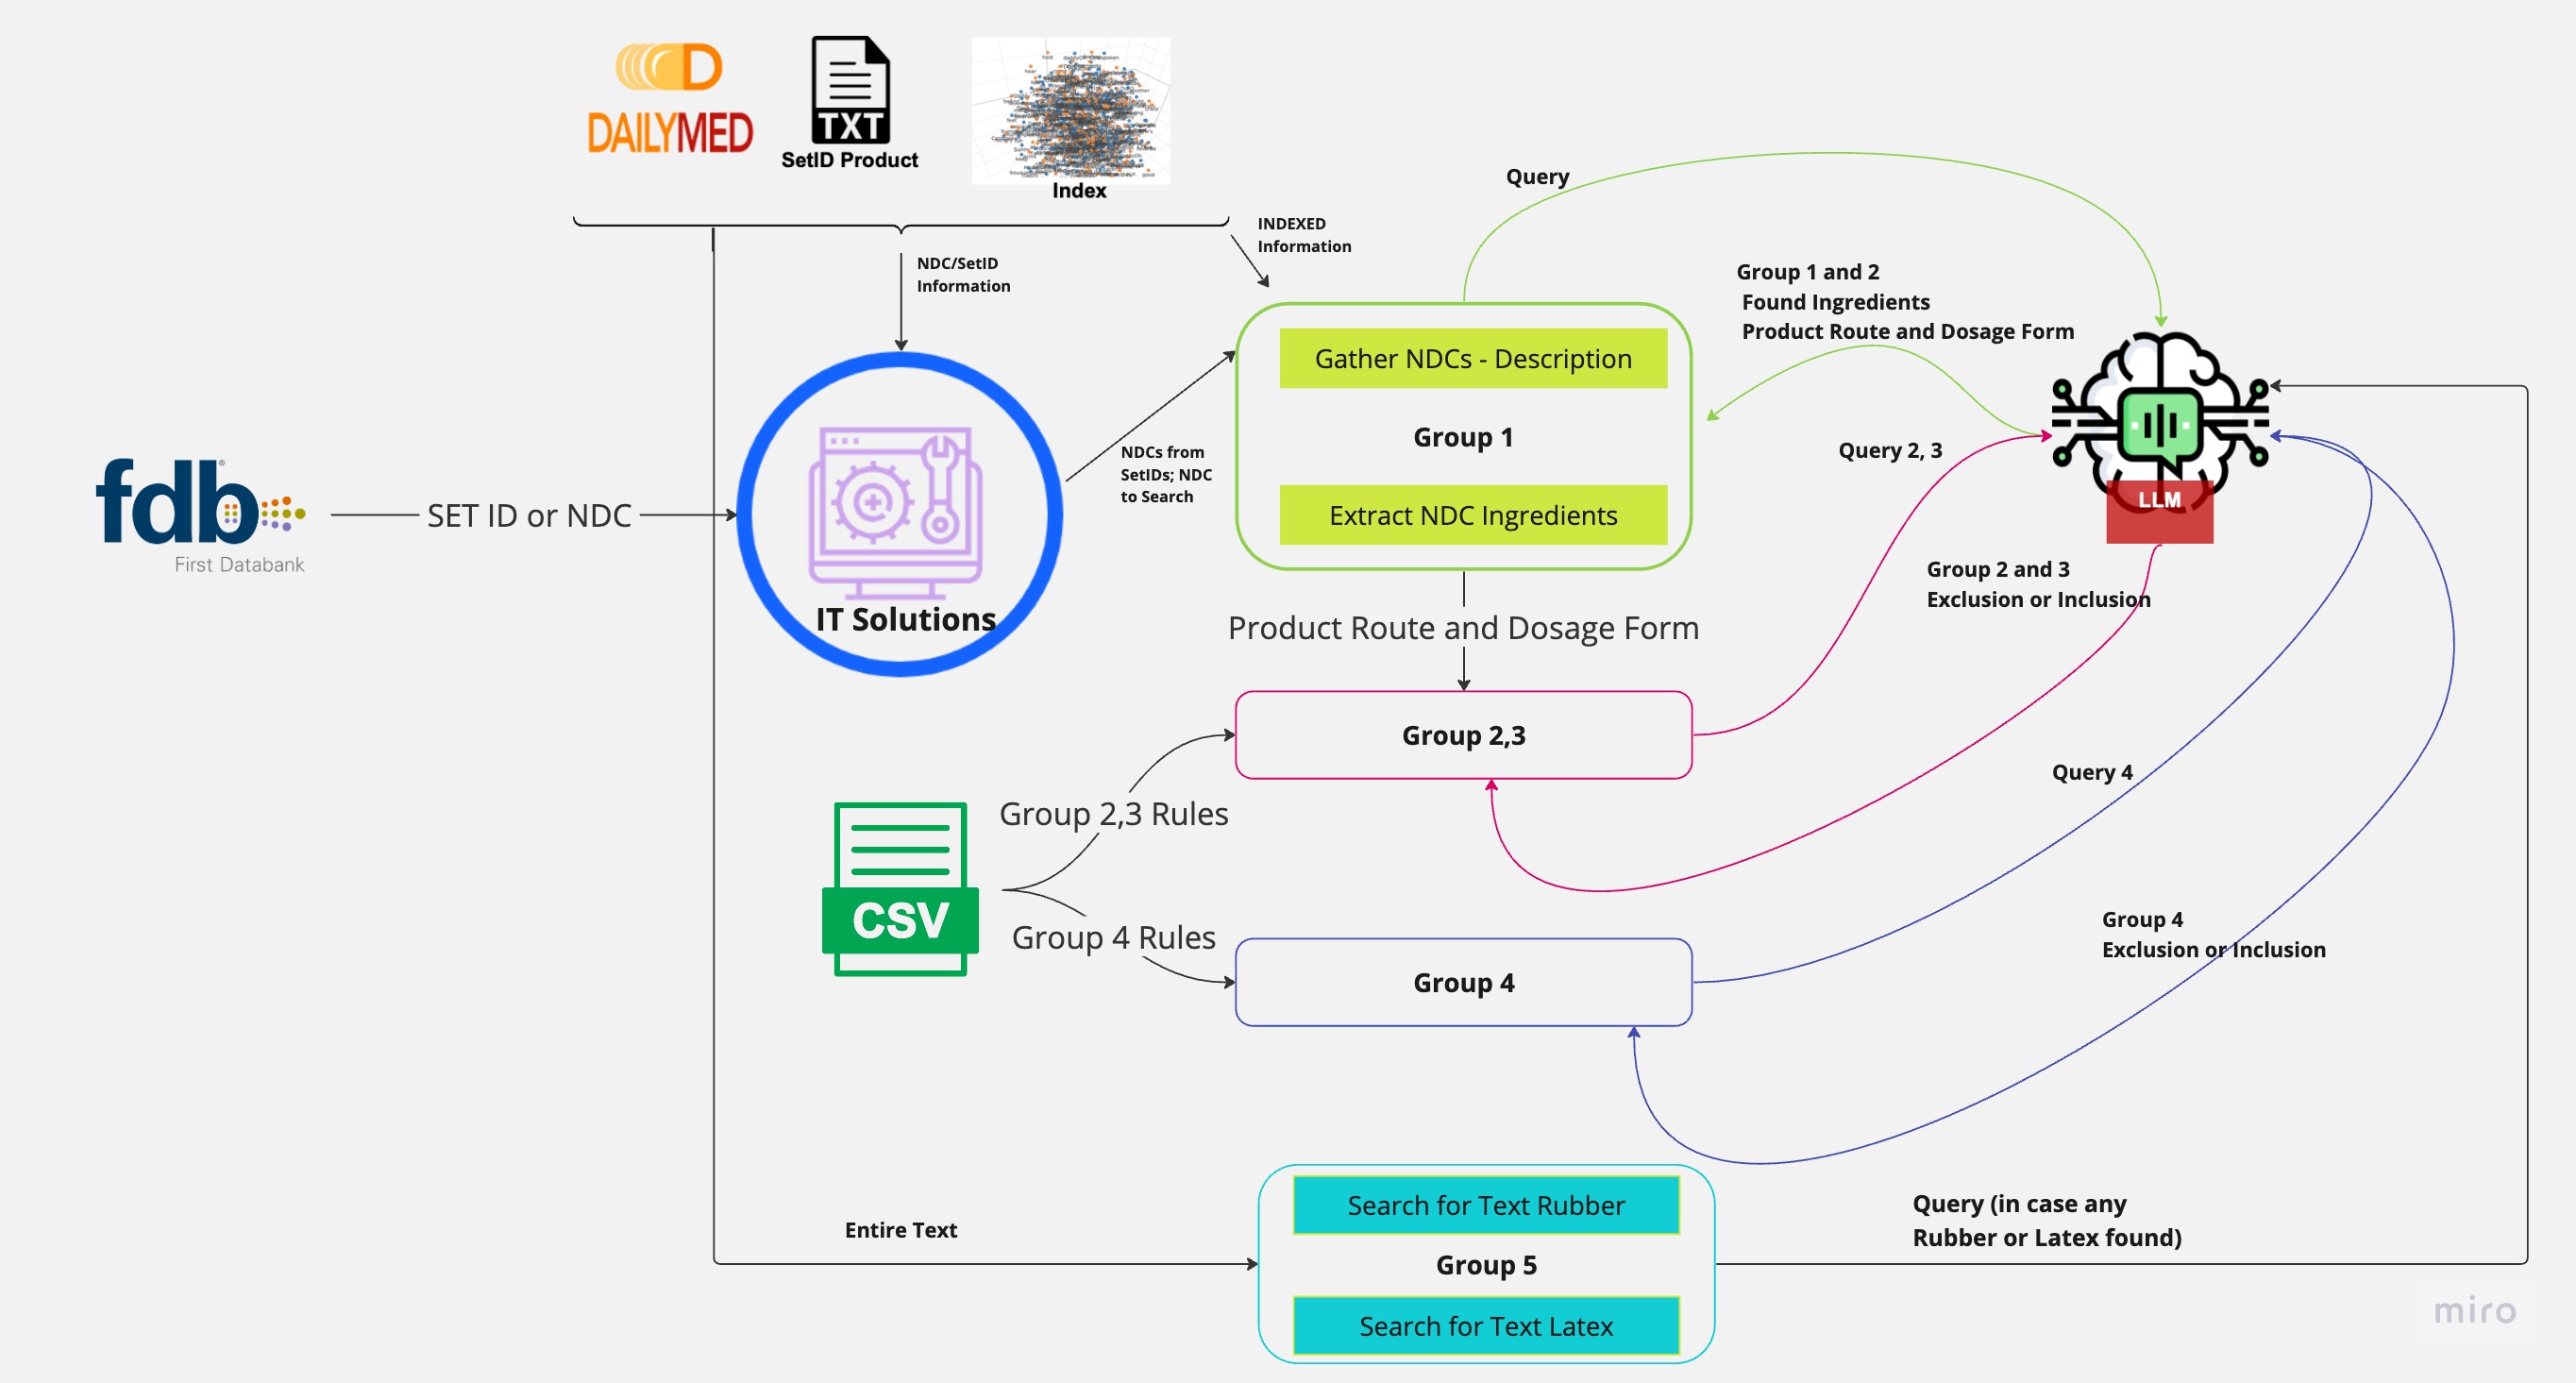 DAILYMED
TXT
SetID Product
Index
INDEXED
Information
NDC/SetID
Information
Query
Group 1 and 2
Found Ingredients
Product Route and Dosage Form
Gather NDCs - Description
Group 1
Extract NDC Ingredients
NDCs from
SetIDs; NDC
to Search
Query 2, 3
LLM
fdb
First Databank
SET ID or NDC
IT Solutions
Group 2 and 3
Exclusion or Inclusion
Product Route and Dosage Form
Group 2,3
Query 4
Group 2,3 Rules
CSV
Group 4 Rules
Group 4
Group 4
Exclusion or Inclusion
Entire Text
Search for Text Rubber
Group 5
Search for Text Latex
Query (in case any
Rubber or Latex found)
miro